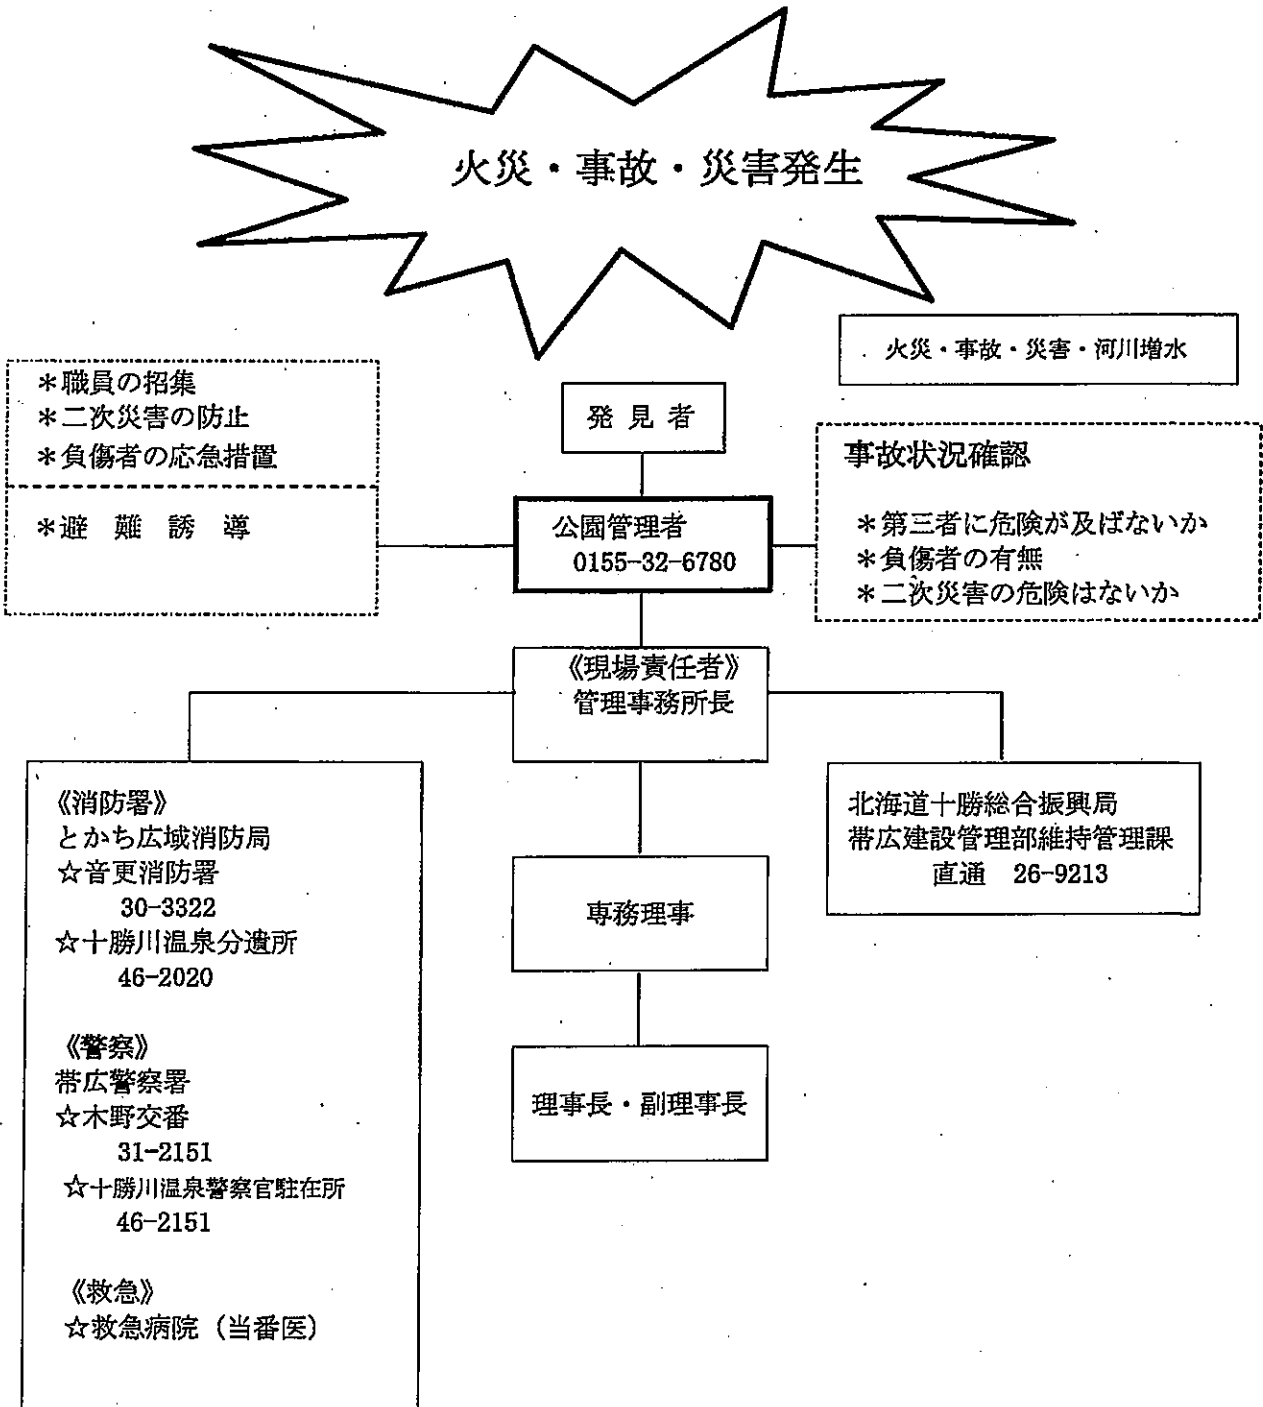 火災・事故・災害発生
火災・事故・災害・河川増水
＊職員の招集
＊二次災害の防止
＊負傷者の応急措置
＊避　難　誘　導
発　見　者
公園管理者
0155-32-6780
事故状況確認
＊第三者に危険が及ばないか
＊負傷者の有無
＊二次災害の危険はないか
《現場責任者》
管理事務所長
《消防署》
とかち広域消防局
☆音更消防署
30-3322
☆十勝川温泉分遺所
46-2020
《警察》
帯広警察署
☆木野交番
31-2151
☆十勝川温泉警察官駐在所
46-2151
《救急》
☆救急病院（当番医）
専務理事
理事長・副理事長
北海道十勝総合振興局
帯広建設管理部維持管理課
直通　26-9213